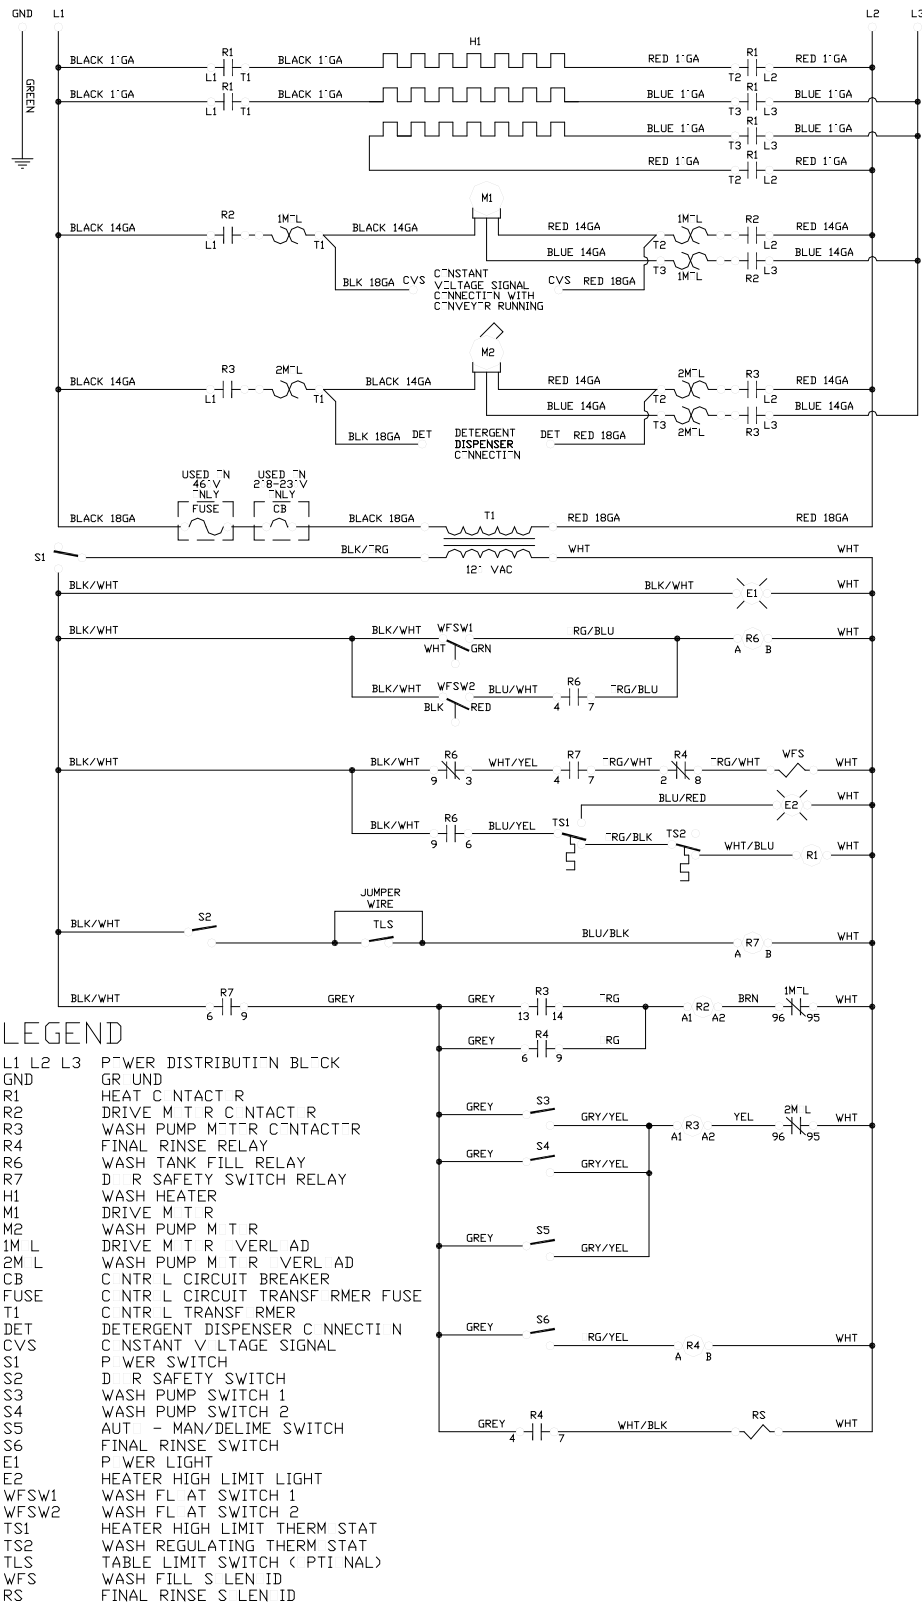 GND L1 L2 L3
H1
BLACK 1¯GA R1 BLACK 1¯GA RED 1¯GA R1 RED 1¯GA
L1 T1 T2 L2
BLACK 1¯GA R1 BLACK 1¯GA BLUE 1¯GA R1 BLUE 1¯GA
L1 T1 T3 L3
GREEN
BLUE 1¯GA R1 BLUE 1¯GA
T3 L3
RED 1¯GA R1 RED 1¯GA
T2 L2
M1
BLACK 14GA R2 1M¯L BLACK 14GA RED 14GA 1M¯L R2 RED 14GA
L1 T1 T2 L2
BLUE 14GA T3 1M¯L R2 L3 BLUE 14GA
BLK 18GA CVS C¯NSTANT CVS RED 18GA
V¯LTAGE SIGNAL
C¯NNECTI¯N WITH
C¯NVEY¯R RUNNING
M2
BLACK 14GA R3 2M¯L BLACK 14GA RED 14GA 2M¯L R3 RED 14GA
L1 T1 T2 L2
BLUE 14GA T3 2M¯L R3 L3 BLUE 14GA
BLK 18GA DET DETERGENT DET RED 18GA
DISPENSER
C¯NNECTI¯N
USED ¯N USED ¯N
46¯V 2¯8-23¯V
¯NLY ¯NLY
FUSE CB
BLACK 18GA BLACK 18GA T1 RED 18GA RED 18GA
S1 BLK/¯RG WHT WHT
12¯ VAC
BLK/WHT BLK/WHT E1 WHT
BLK/WHT BLK/WHT WFSW1 RG/BLU R6 WHT
WHT GRN A B
BLK/WHT WFSW2 BLU/WHT R6 ¯RG/BLU
BLK RED 4 7
BLK/WHT BLK/WHT R6 WHT/YEL R7 ¯RG/WHT R4 ¯RG/WHT WFS WHT
9 3 4 7 2 8
BLU/RED E2 WHT
BLK/WHT R6 BLU/YEL TS1 ¯RG/BLK TS2 WHT/BLU R1 WHT
9 6
JUMPER
WIRE
BLK/WHT S2 TLS BLU/BLK R7 WHT
A B
BLK/WHT R7 GREY GREY R3 ¯RG R2 BRN 1M¯L WHT
6 9 13 14 A1 A2 96 95
GREY R4 RG
6 9
GREY S3 GRY/YEL R3 YEL 2M L WHT
A1 A2 96 95
GREY S4 GRY/YEL
GREY S5 GRY/YEL
GREY S6 RG/YEL R4 WHT
A B
GREY R4 WHT/BLK RS WHT
4 7
LEGEND
L1 L2 L3 P¯WER DISTRIBUTI¯N BL¯CK
GND GR UND
R1 HEAT C NTACT R
R2 DRIVE M T R C NTACT R
R3 WASH PUMP M¯T¯R C¯NTACT¯R
R4 FINAL RINSE RELAY
R6 WASH TANK FILL RELAY
R7 D R SAFETY SWITCH RELAY
H1 WASH HEATER
M1 DRIVE M T R
M2 WASH PUMP M T R
1M L DRIVE M T R VERL AD
2M L WASH PUMP M T R VERL AD
CB C NTR L CIRCUIT BREAKER
FUSE C NTR L CIRCUIT TRANSF RMER FUSE
T1 C NTR L TRANSF RMER
DET DETERGENT DISPENSER C NNECTI N
CVS C NSTANT V LTAGE SIGNAL
S1 P WER SWITCH
S2 D R SAFETY SWITCH
S3 WASH PUMP SWITCH 1
S4 WASH PUMP SWITCH 2
S5 AUT - MAN/DELIME SWITCH
S6 FINAL RINSE SWITCH
E1 P WER LIGHT
E2 HEATER HIGH LIMIT LIGHT
WFSW1 WASH FL AT SWITCH 1
WFSW2 WASH FL AT SWITCH 2
TS1 HEATER HIGH LIMIT THERM STAT
TS2 WASH REGULATING THERM STAT
TLS TABLE LIMIT SWITCH ( PTI NAL)
WFS WASH FILL S LEN ID
RS FINAL RINSE S LEN ID